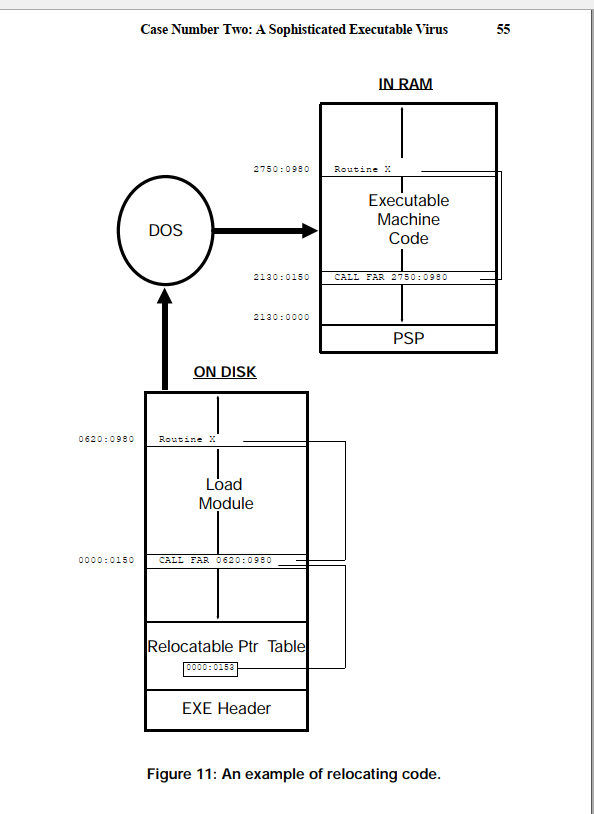 Case Number Two: A Sophisticated Executable Virus 55
IN RAM
2750:0980 Routine X
Executable
Machine
Code
DOS
2130:0150 CALL FAR 2750:0980
2130:0000
PSP
ON DISK
0620:0980 Routine X
Load
Module
0000:0150 CALL FAR 0620:0980
Relocatable Ptr Table
0000:0153
EXE Header
Figure 11: An example of relocating code.